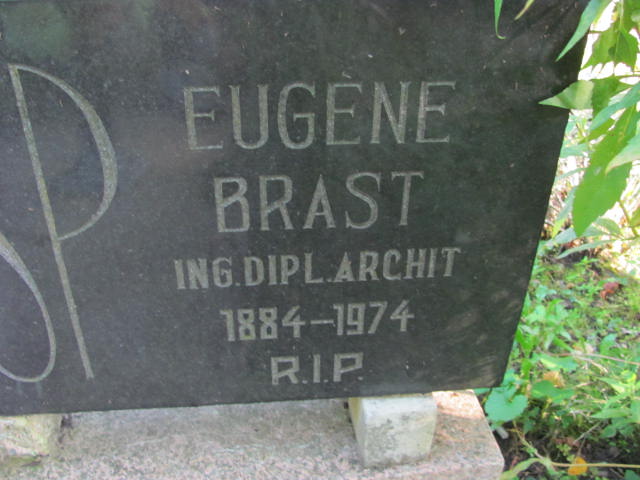 EUGENE
BRAST
ING.DIPL.ARCHIT
1884-1974
R.I.P.